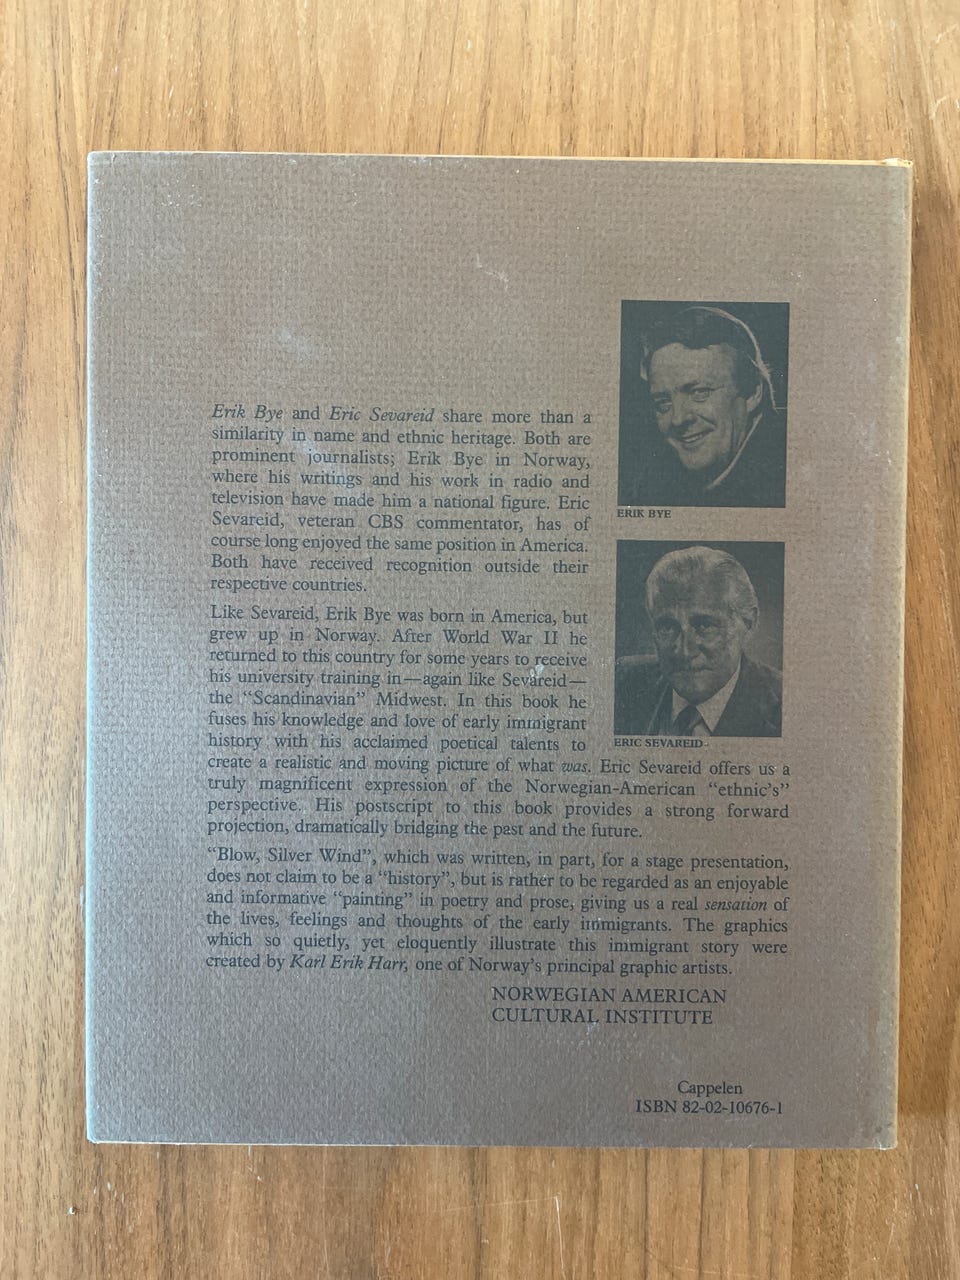 Erik Bye and Eric Sevareid share more than a
similarity in name and ethnic heritage. Both are
prominent journalists; Erik Bye in Norway,
where his writings and his work in radio and
television have made him a national figure. Eric
Sevareid, veteran CBS commentator, has of
course long enjoyed the same position in America.
Both have received recognition outside their
respective countries.
ERIK BYE
Like Sevareid, Erik Bye was born in America, but
grew up in Norway. After World War II he
returned to this country for some years to receive
his university training in—again like Sevareid—
the "Scandinavian" Midwest. In this book he
fuses his knowledge and love of early immigrant
history with his acclaimed poetical talents to
ERIC SEVAREID
create a realistic and moving picture of what was. Eric Sevareid offers us a
truly magnificent expression of the Norwegian-American "ethnic's"
perspective. His postscript to this book provides a strong forward
projection, dramatically bridging the past and the future.
"Blow, Silver Wind", which was written, in part, for a stage presentation,
does not claim to be a "history", but is rather to be regarded as an enjoyable
and informative "painting" in poetry and prose, giving us a real sensation of
the lives, feelings and thoughts of the early immigrants. The graphics
which so quietly, yet eloquently illustrate this immigrant story were
created by Karl Erik Harr, one of Norway's principal graphic artists.
NORWEGIAN AMERICAN
CULTURAL INSTITUTE
Cappelen
ISBN 82-02-10676-1